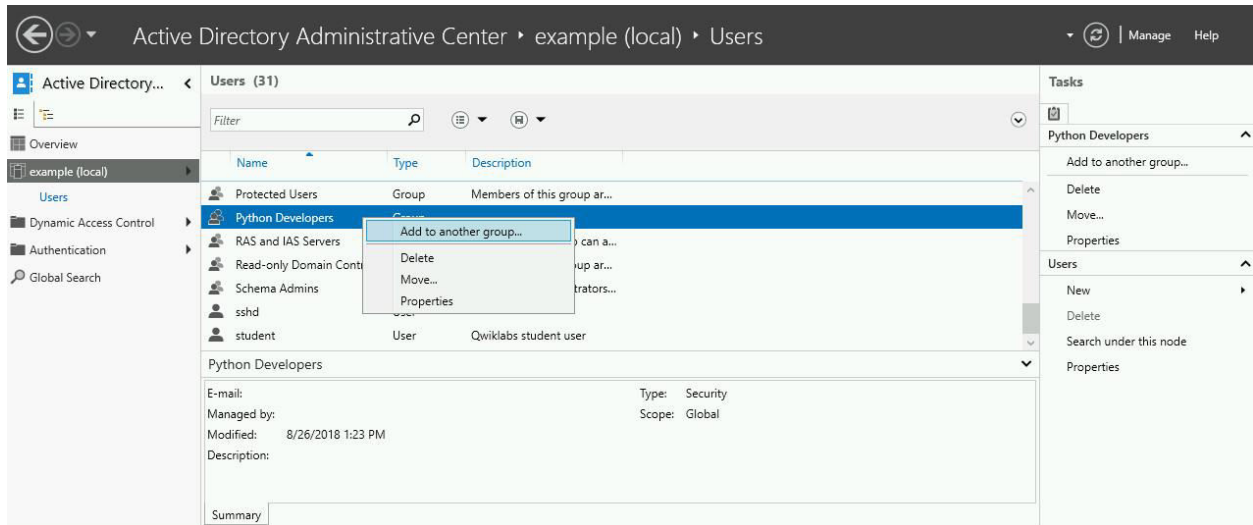 Active Directory Administrative Center ‣ example (local) ‣ Users
Manage Help
Active Directory...
Overview
example (local)
Users
Dynamic Access Control
Authentication
Global Search
Users (31)
Filter
Name Type Description
Protected Users Group Members of this group ar...
Python Developers
RAS and IAS Servers can a...
Read-only Domain up ar...
Schema Admins trators...
sshd
student User Qwiklabs student user
Add to another group...
Delete
Move...
Properties
Python Developers
E-mail:
Managed by:
Modified: 8/26/2018 1:23 PM
Description:
Type: Security
Scope: Global
Summary
Tasks
Python Developers
Add to another group...
Delete
Move...
Properties
Users
New
Delete
Search under this node
Properties